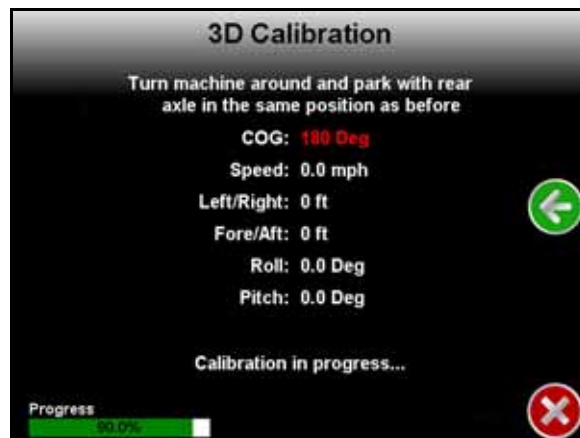 3D Calibration
Turn machine around and park with rear
axle in the same position as before
COG: 180 Deg
Speed: 0.0 mph
Left/Right: 0 ft
Fore/Aft: 0 ft
Roll: 0.0 Deg
Pitch: 0.0 Deg
Calibration in progress...
Progress
90.0%